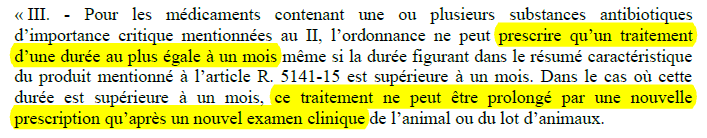 « III. - Pour les médicaments contenant une ou plusieurs substances antibiotiques
d’importance critique mentionnées au II, l’ordonnance ne peut prescrire qu’un traitement
d’une durée au plus égale à un mois même si la durée figurant dans le résumé caractéristique
du produit mentionné à l’article R. 5141-15 est supérieure à un mois. Dans le cas où cette
durée est supérieure à un mois, ce traitement ne peut être prolongé par une nouvelle
prescription qu’après un nouvel examen clinique de l’animal ou du lot d’animaux.